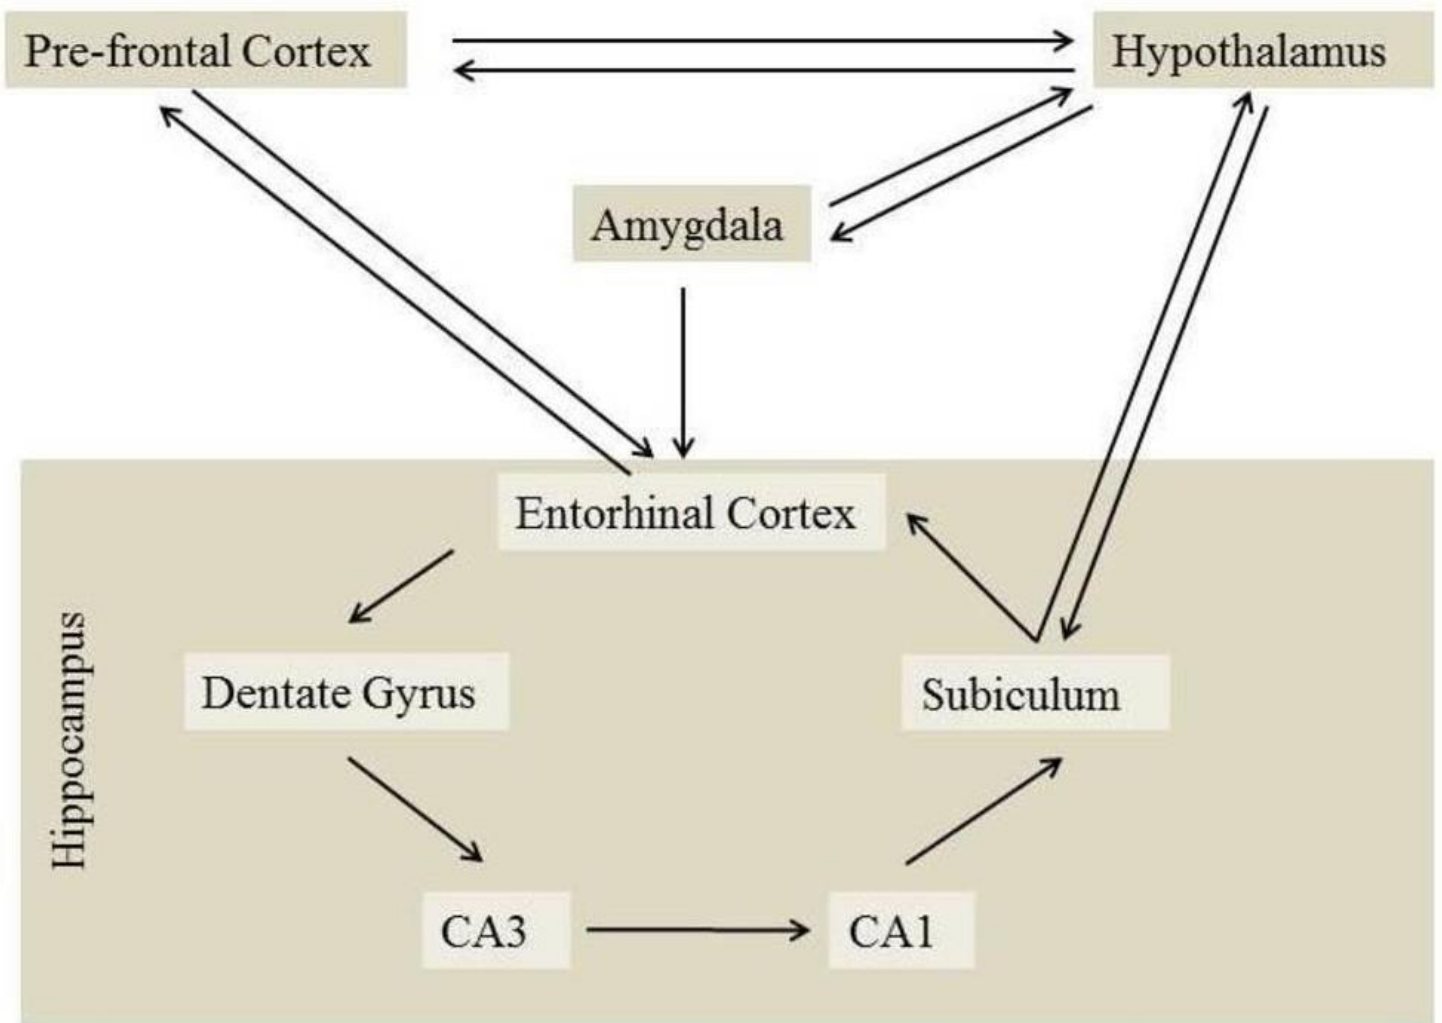 Pre-frontal Cortex
Hypothalamus
Amygdala
Entorhinal Cortex
Hippocampus
Dentate Gyrus
Subiculum
CA3
CA1